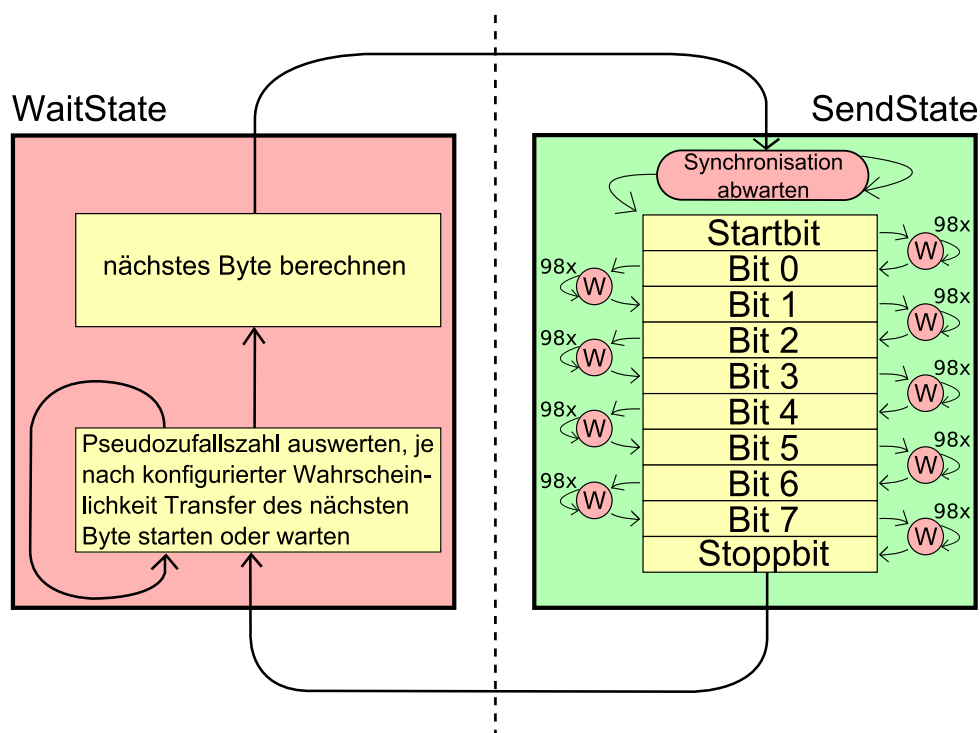 WaitState
nächstes Byte berechnen
Pseudozufallszahl auswerten, je
nach konfigurierter Wahrschein-
lichkeit Transfer des nächsten
Byte starten oder warten
SendState
Synchronisation
abwarten
Startbit
98x
W
Bit 0
98x
W
Bit 1
98x
W
Bit 2
98x
W
Bit 3
98x
W
Bit 4
98x
W
Bit 5
98x
W
Bit 6
98x
W
Bit 7
98x
W
Stoppbit